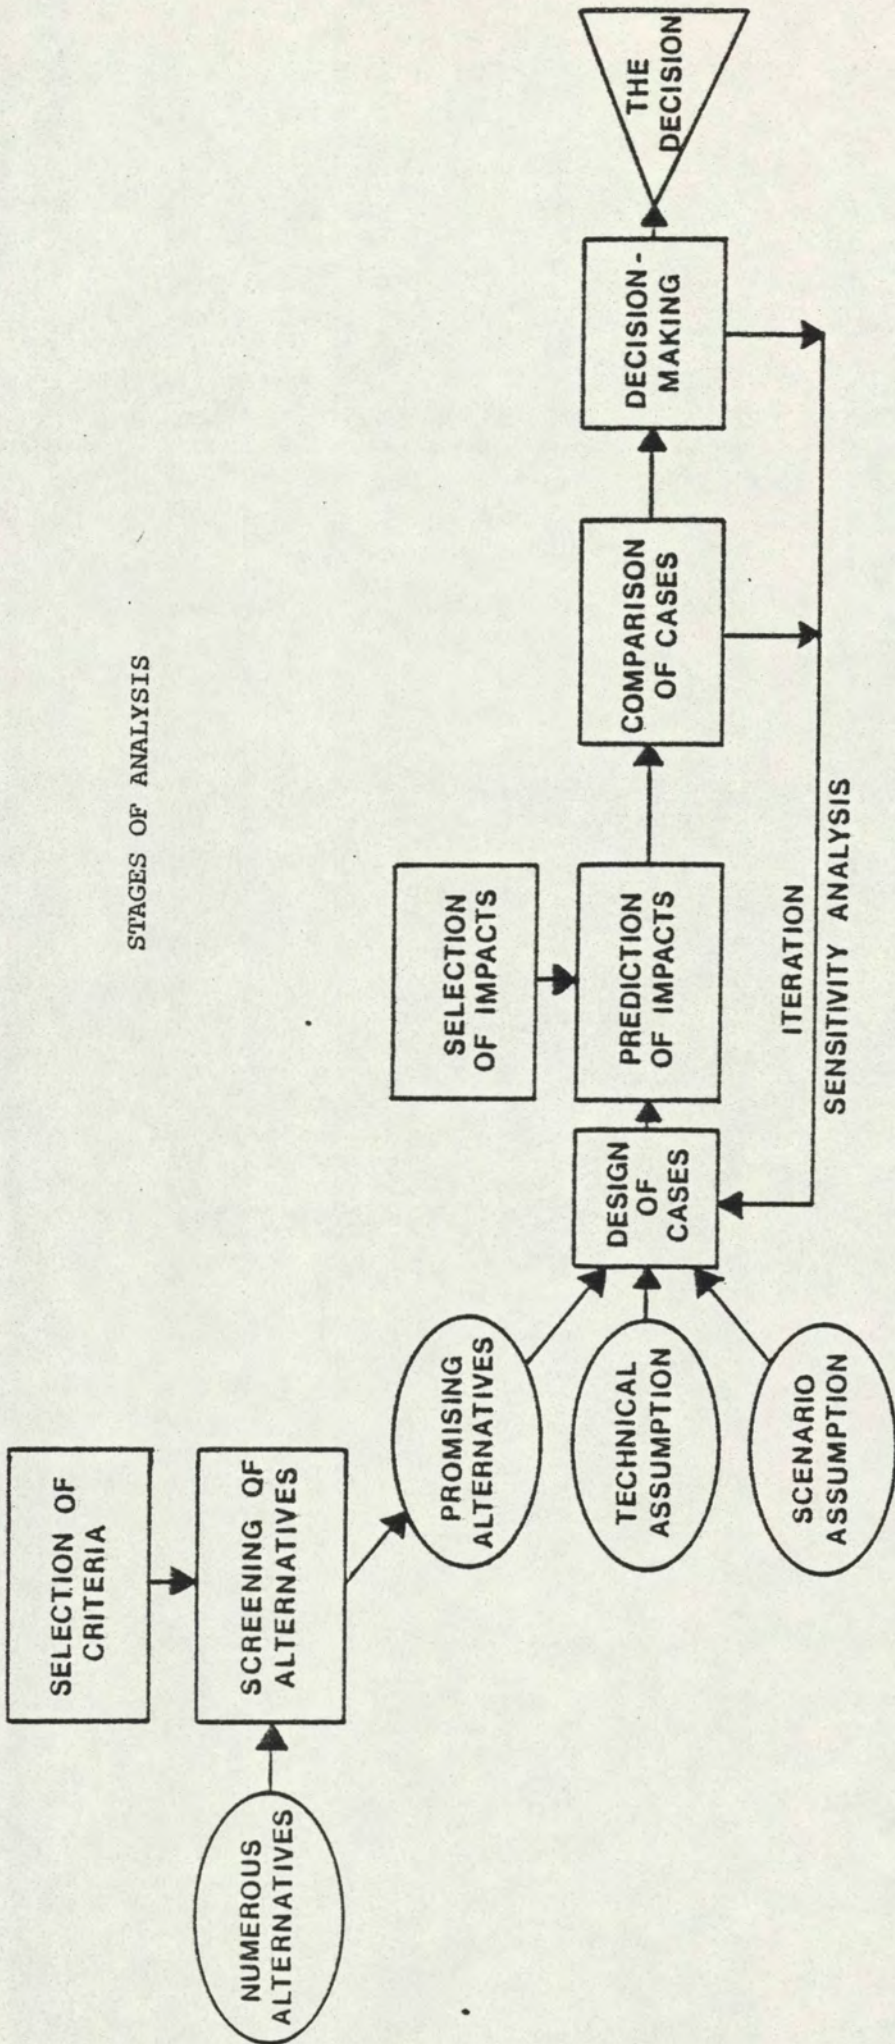 STAGES OF ANALYSIS
SELECTION OF
CRITERIA
NUMEROUS
ALTERNATIVES
SCREENING OF
ALTERNATIVES
PROMISING
ALTERNATIVES
TECHNICAL
ASSUMPTION
SCENARIO
ASSUMPTION
DESIGN
OF
CASES
SELECTION
OF IMPACTS
PREDICTION
OF IMPACTS
COMPARISON
OF CASES
DECISION-
MAKING
THE
DECISION
ITERATION
SENSITIVITY ANALYSIS